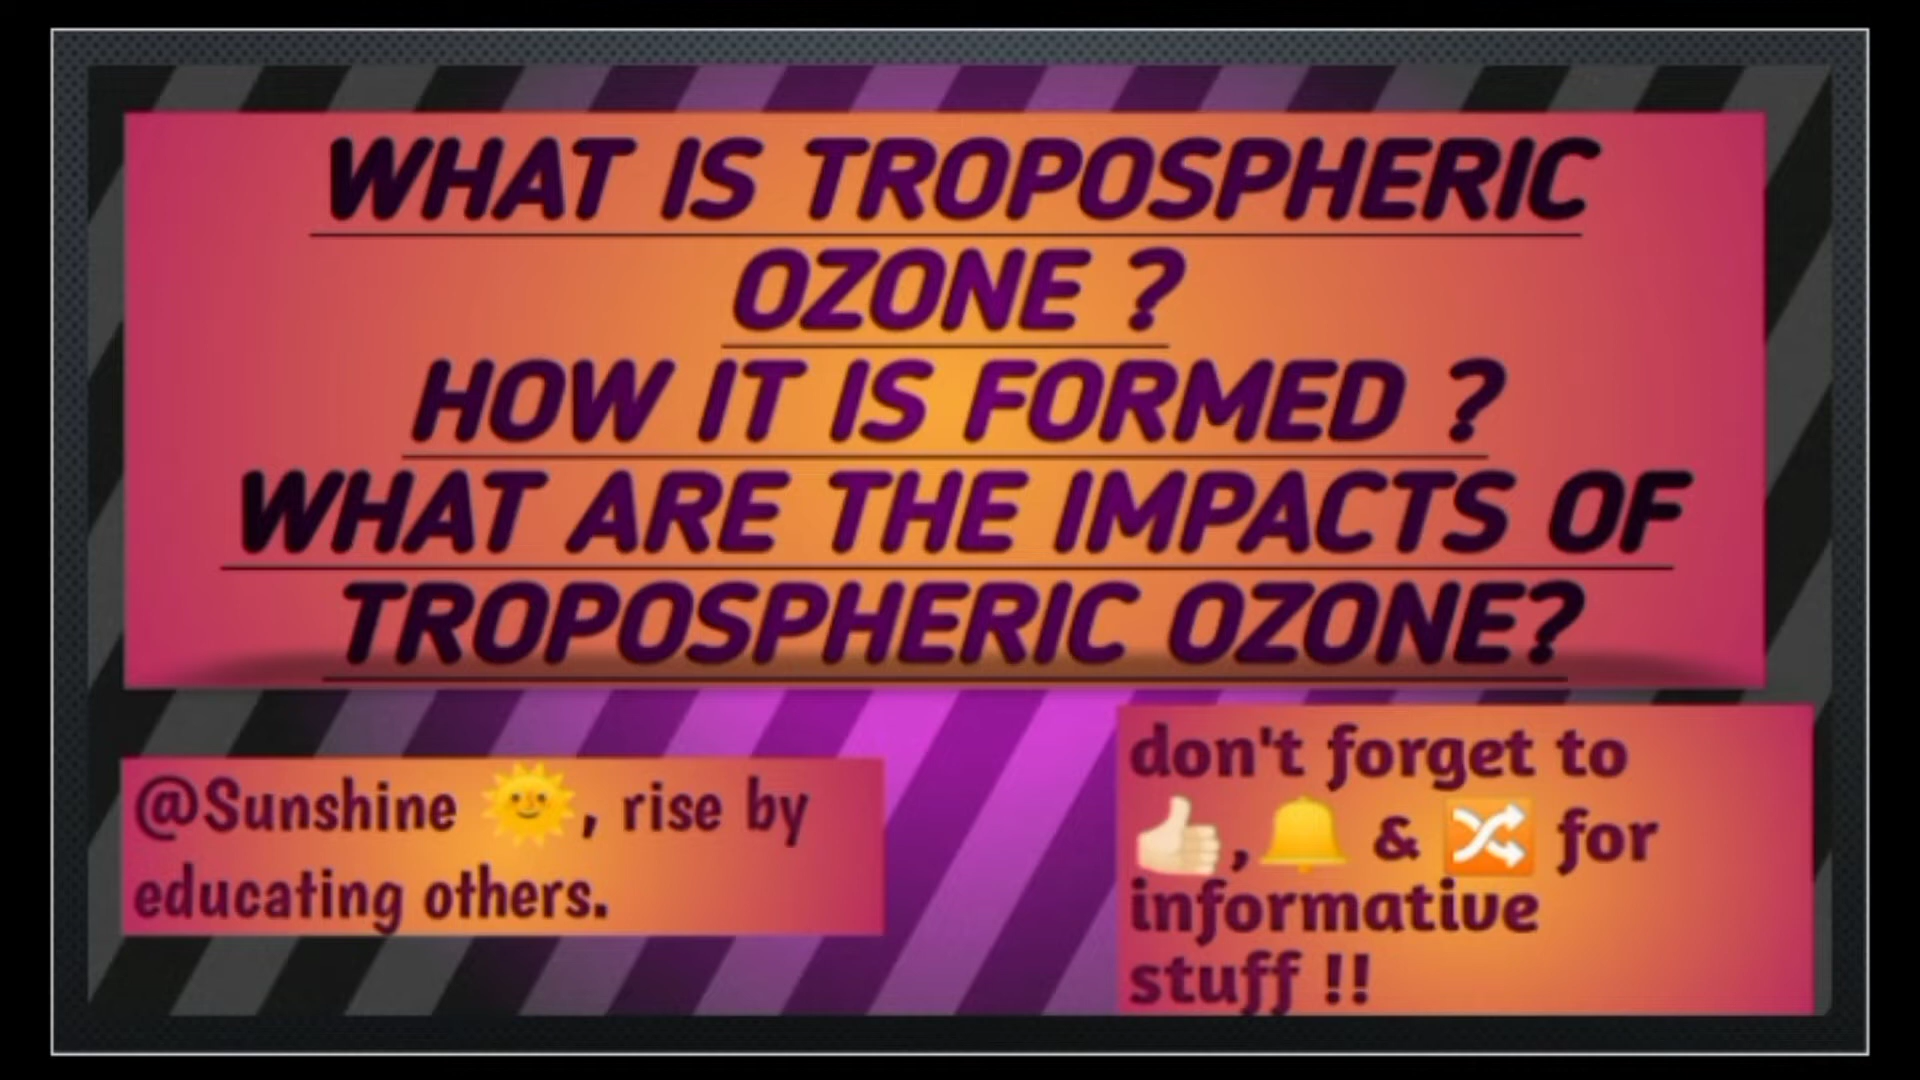 WHAT IS TROPOSPHERIC
OZONE ?
HOW IT IS FORMED ?
WHAT ARE THE IMPACTS OF
TROPOSPHERIC OZONE?
@Sunshine 🌞, rise by
educating others.
don't forget to
👍🏻,🔔 & 🔀 for
informative
stuff !!